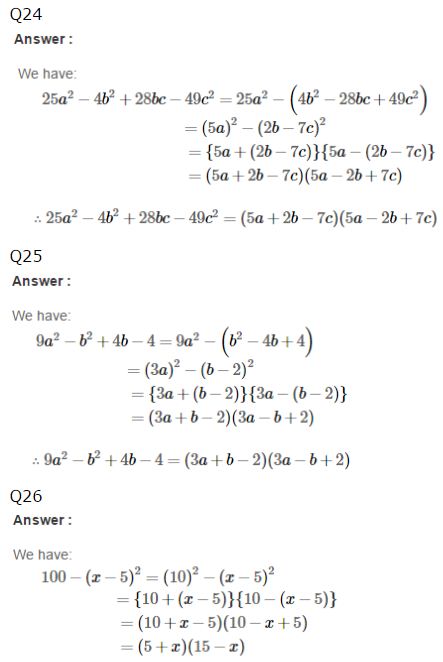 Q24
Answer :
We have:
25a² – 4b² + 28bc – 49c² = 25a² – (4b² – 28bc + 49c²)
= (5a)² – (2b – 7c)²
= {5a + (2b – 7c)}{5a – (2b – 7c)}
= (5a + 2b – 7c)(5a – 2b + 7c)
∴ 25a² – 4b² + 28bc – 49c² = (5a + 2b – 7c)(5a – 2b + 7c)
Q25
Answer :
We have:
9a² – b² + 4b – 4 = 9a² – (b² – 4b + 4)
= (3a)² – (b – 2)²
= {3a + (b – 2)}{3a – (b – 2)}
= (3a + b – 2)(3a – b + 2)
∴ 9a² – b² + 4b – 4 = (3a + b – 2)(3a – b + 2)
Q26
Answer :
We have:
100 – (x – 5)² = (10)² – (x – 5)²
= {10 + (x – 5)}{10 – (x – 5)}
= (10 + x – 5)(10 – x + 5)
= (5 + x)(15 – x)